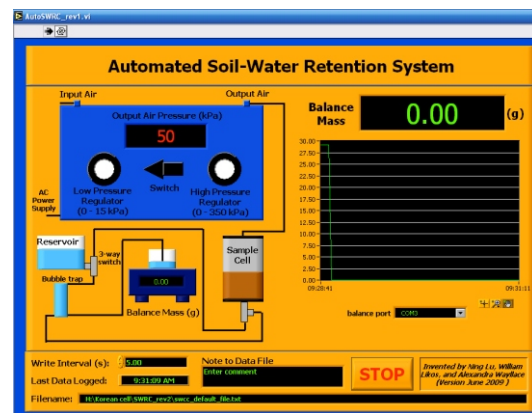 AutoSWRC_rev1.vi
Automated Soil-Water Retention System
Input Air
Output Air
Output Air Pressure (kPa)
50
Low Pressure
Regulator
(0 - 15 kPa)
Switch
High Pressure
Regulator
(0 - 350 kPa)
AC
Power
Supply
Balance
Mass
0.00
(g)
30.00
27.50
25.00
22.50
20.00
17.50
15.00
12.50
10.00
7.50
5.00
2.50
0.00
09:28:41
09:31:11
balance port
COM3
Reservoir
3-way
switch
Bubble trap
0.00
Balance Mass (g)
Sample
Cell
Write Interval (s):
5.00
Last Data Logged:
9:31:09 AM
Note to Data File
Enter comment
STOP
Invented by Ning Lu, William
Likos, and Alexandra Wayllace
(Version June 2009 )
Filename:
H:\Korean cell\SWRC_rev2\swcc_default_file.txt